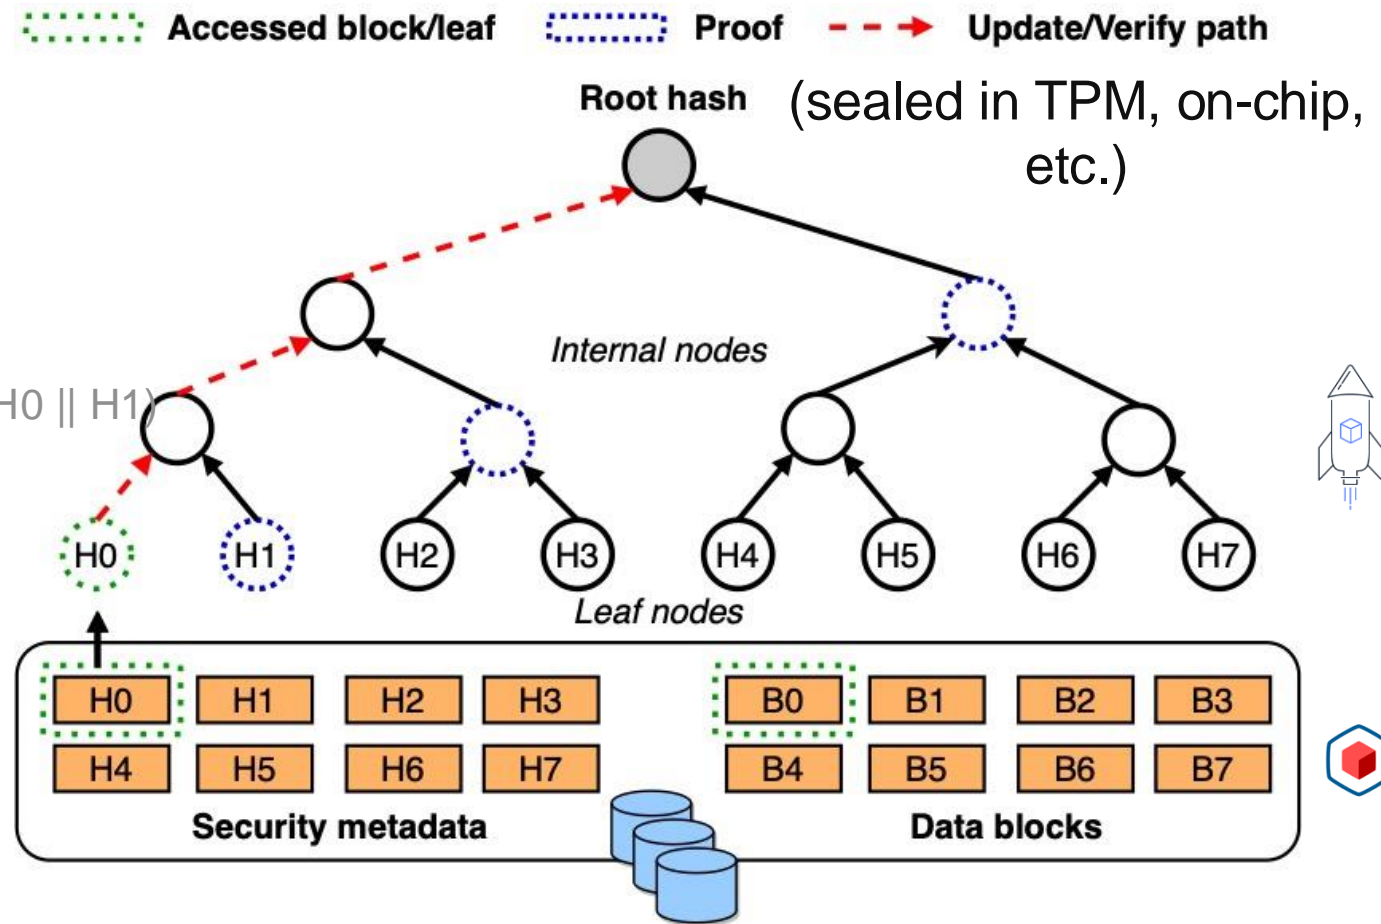 Accessed block/leaf Proof Update/Verify path
Root hash (sealed in TPM, on-chip,
etc.)
Internal nodes
H0 || H1)
H0 H1 H2 H3 H4 H5 H6 H7
Leaf nodes
H0 H1 H2 H3 B0 B1 B2 B3
H4 H5 H6 H7 B4 B5 B6 B7
Security metadata Data blocks